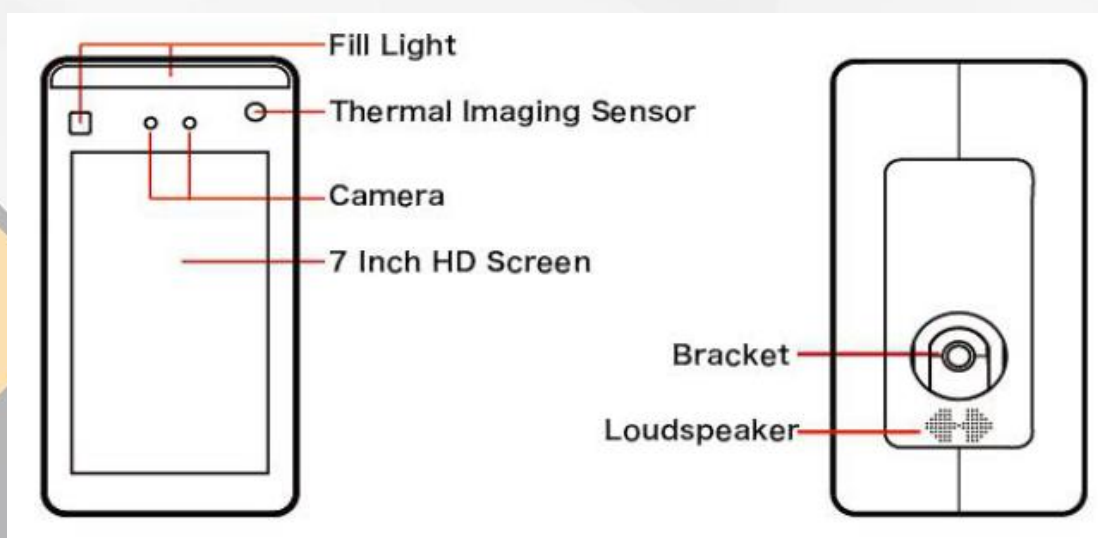 Fill Light
Thermal Imaging Sensor
Camera
7 Inch HD Screen
Bracket
Loudspeaker